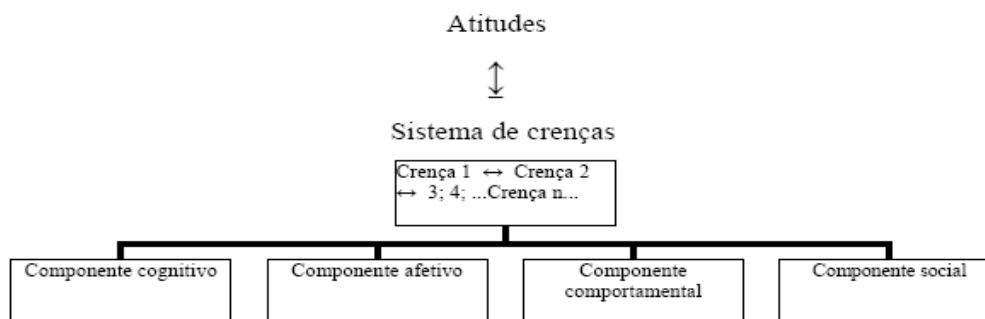 Atitudes
↕
Sistema de crenças
Crença 1 ↔ Crença 2
↔ 3; 4; ...Crença n...
Componente cognitivo
Componente afetivo
Componente
comportamental
Componente social